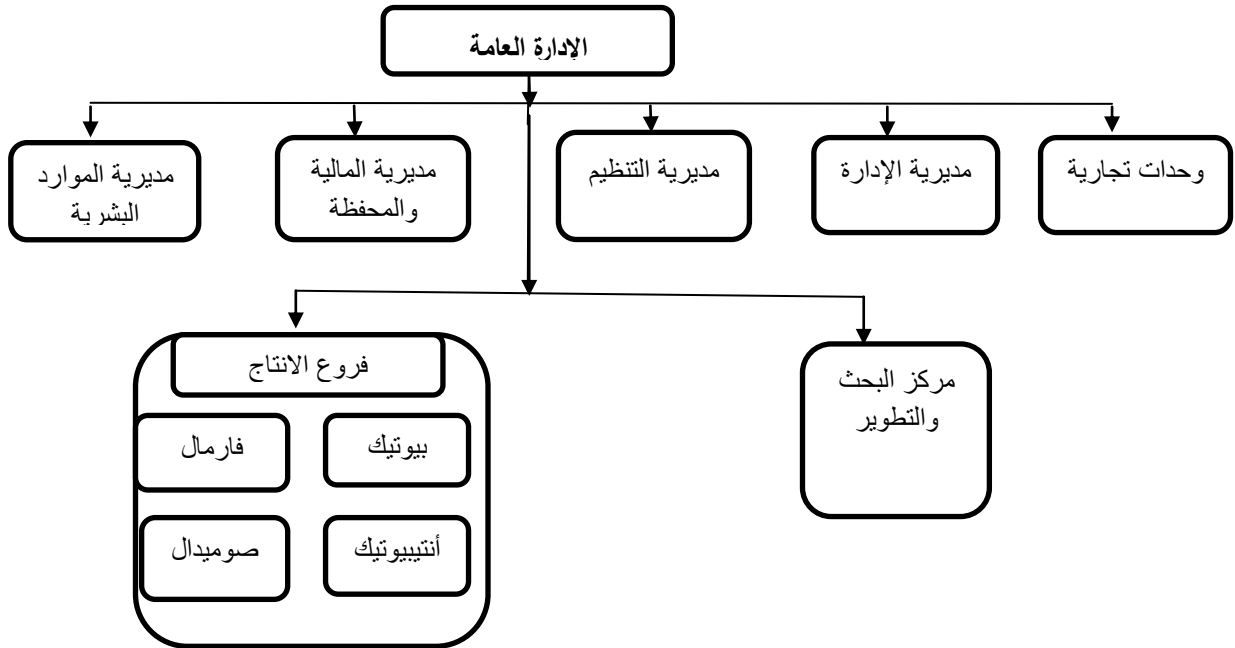 الإدارة العامة
وحدات تجارية
مديرية الإدارة
مديرية التنظيم
مديرية المالية
والمحفظة
مديرية الموارد
البشرية
فروع الانتاج
بيوتيك
فارمال
أنتيبيوتيك
صوميدال
مركز البحث
والتطوير